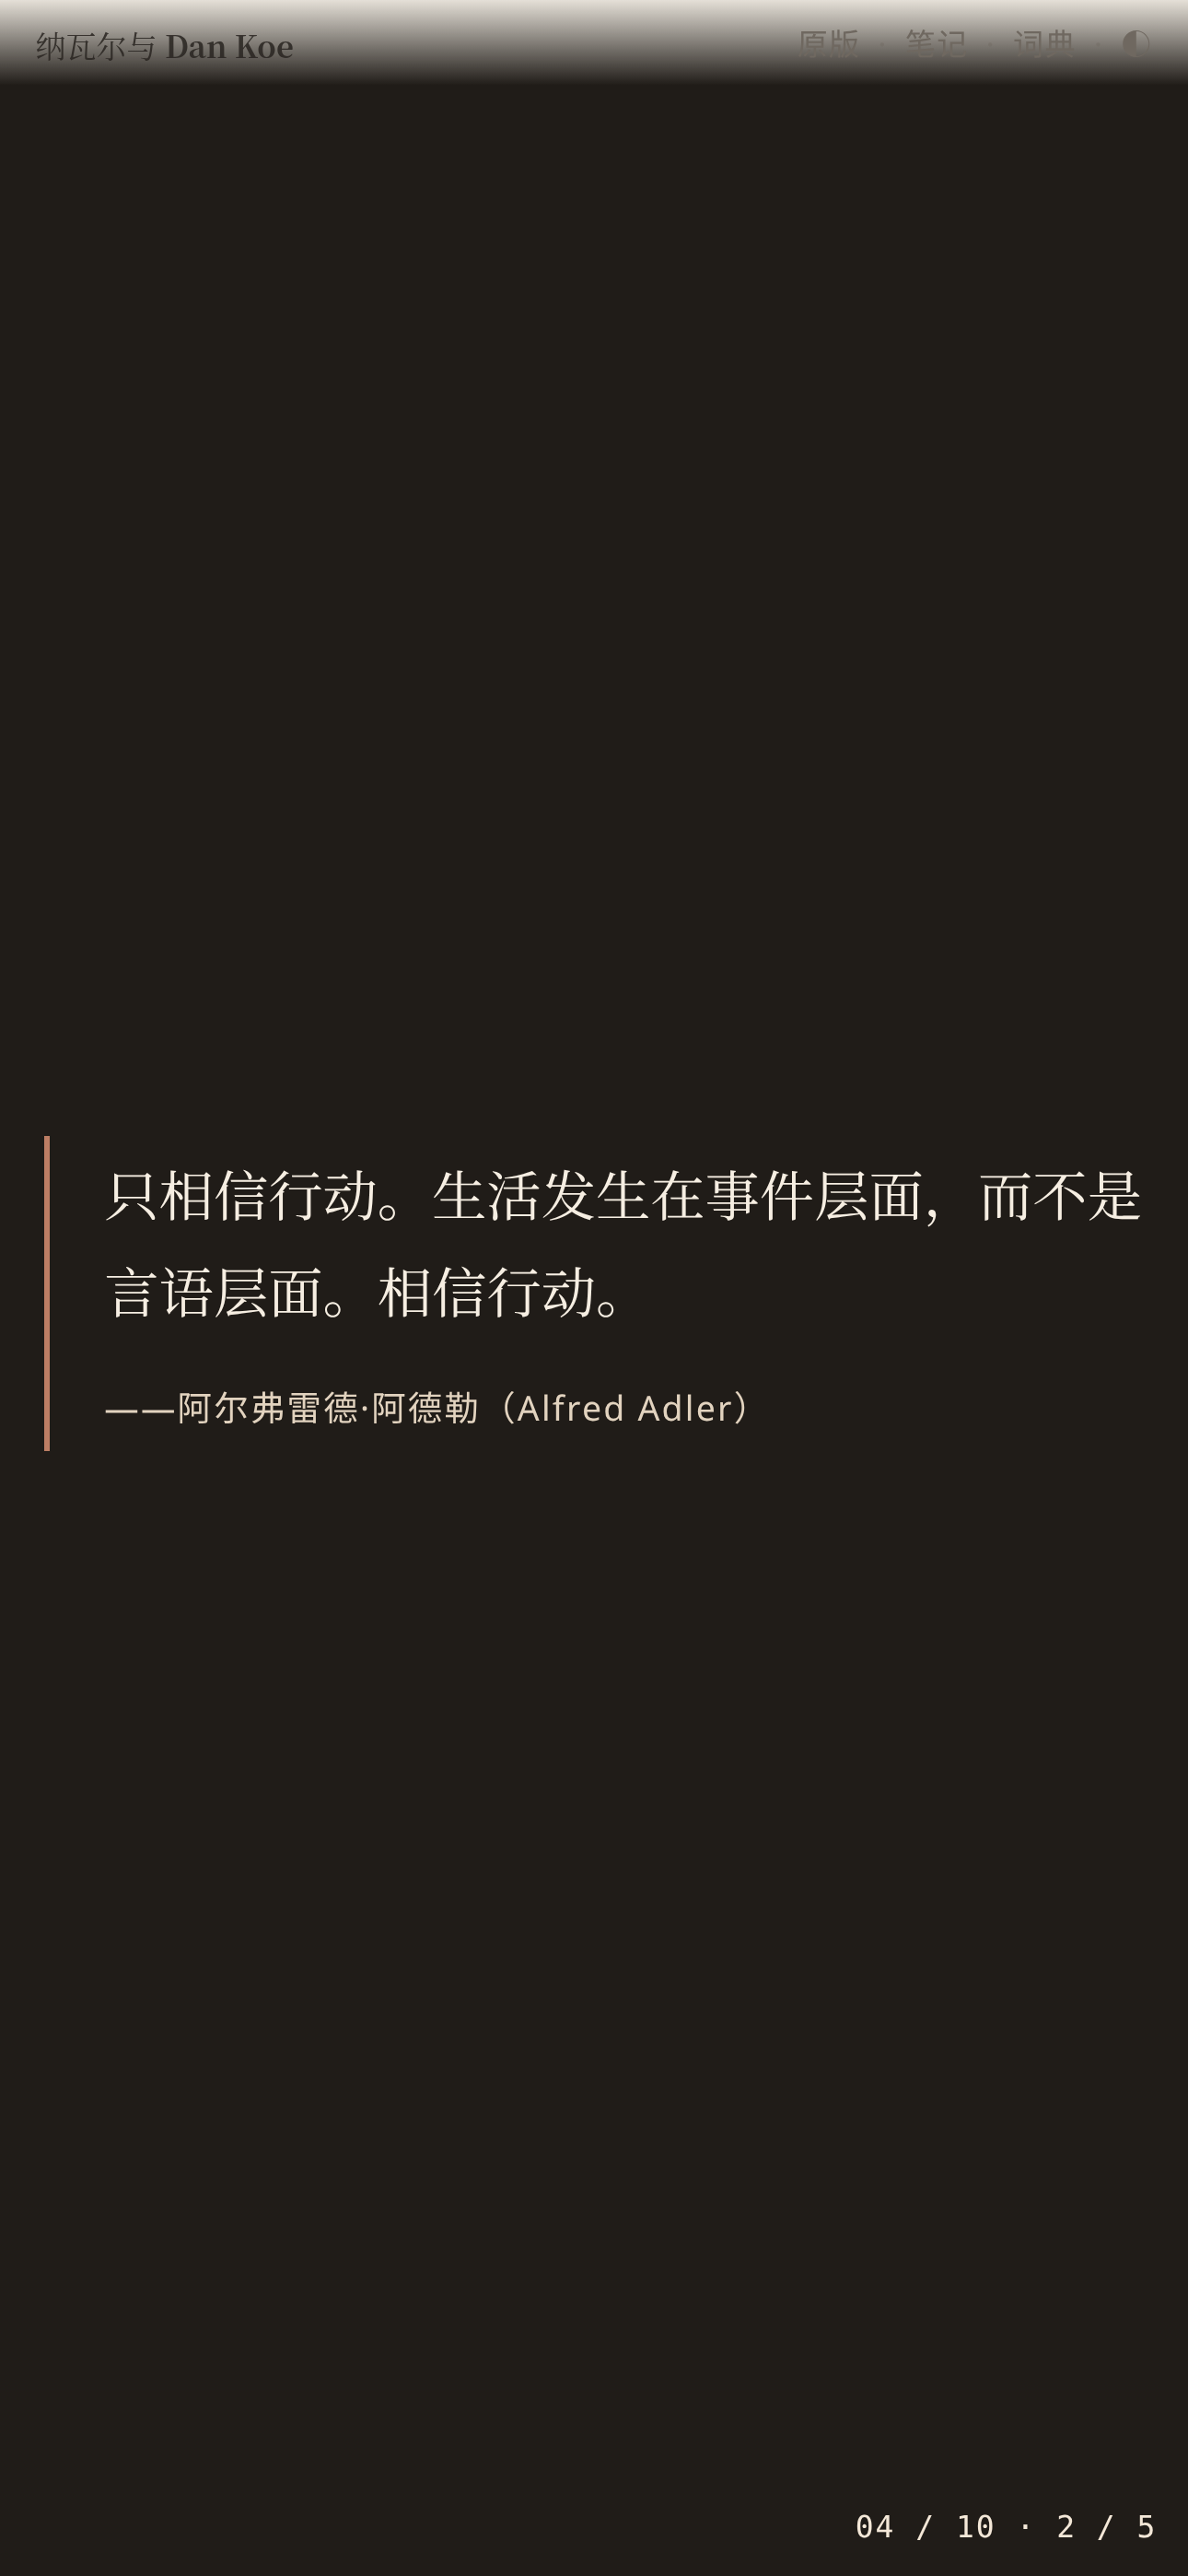 纳瓦尔与 Dan Koe
原版 · 笔记 · 词典 · ◐
只相信行动。生活发生在事件层面，而不是
言语层面。相信行动。
——阿尔弗雷德·阿德勒（Alfred Adler）
04 / 10 · 2 / 5